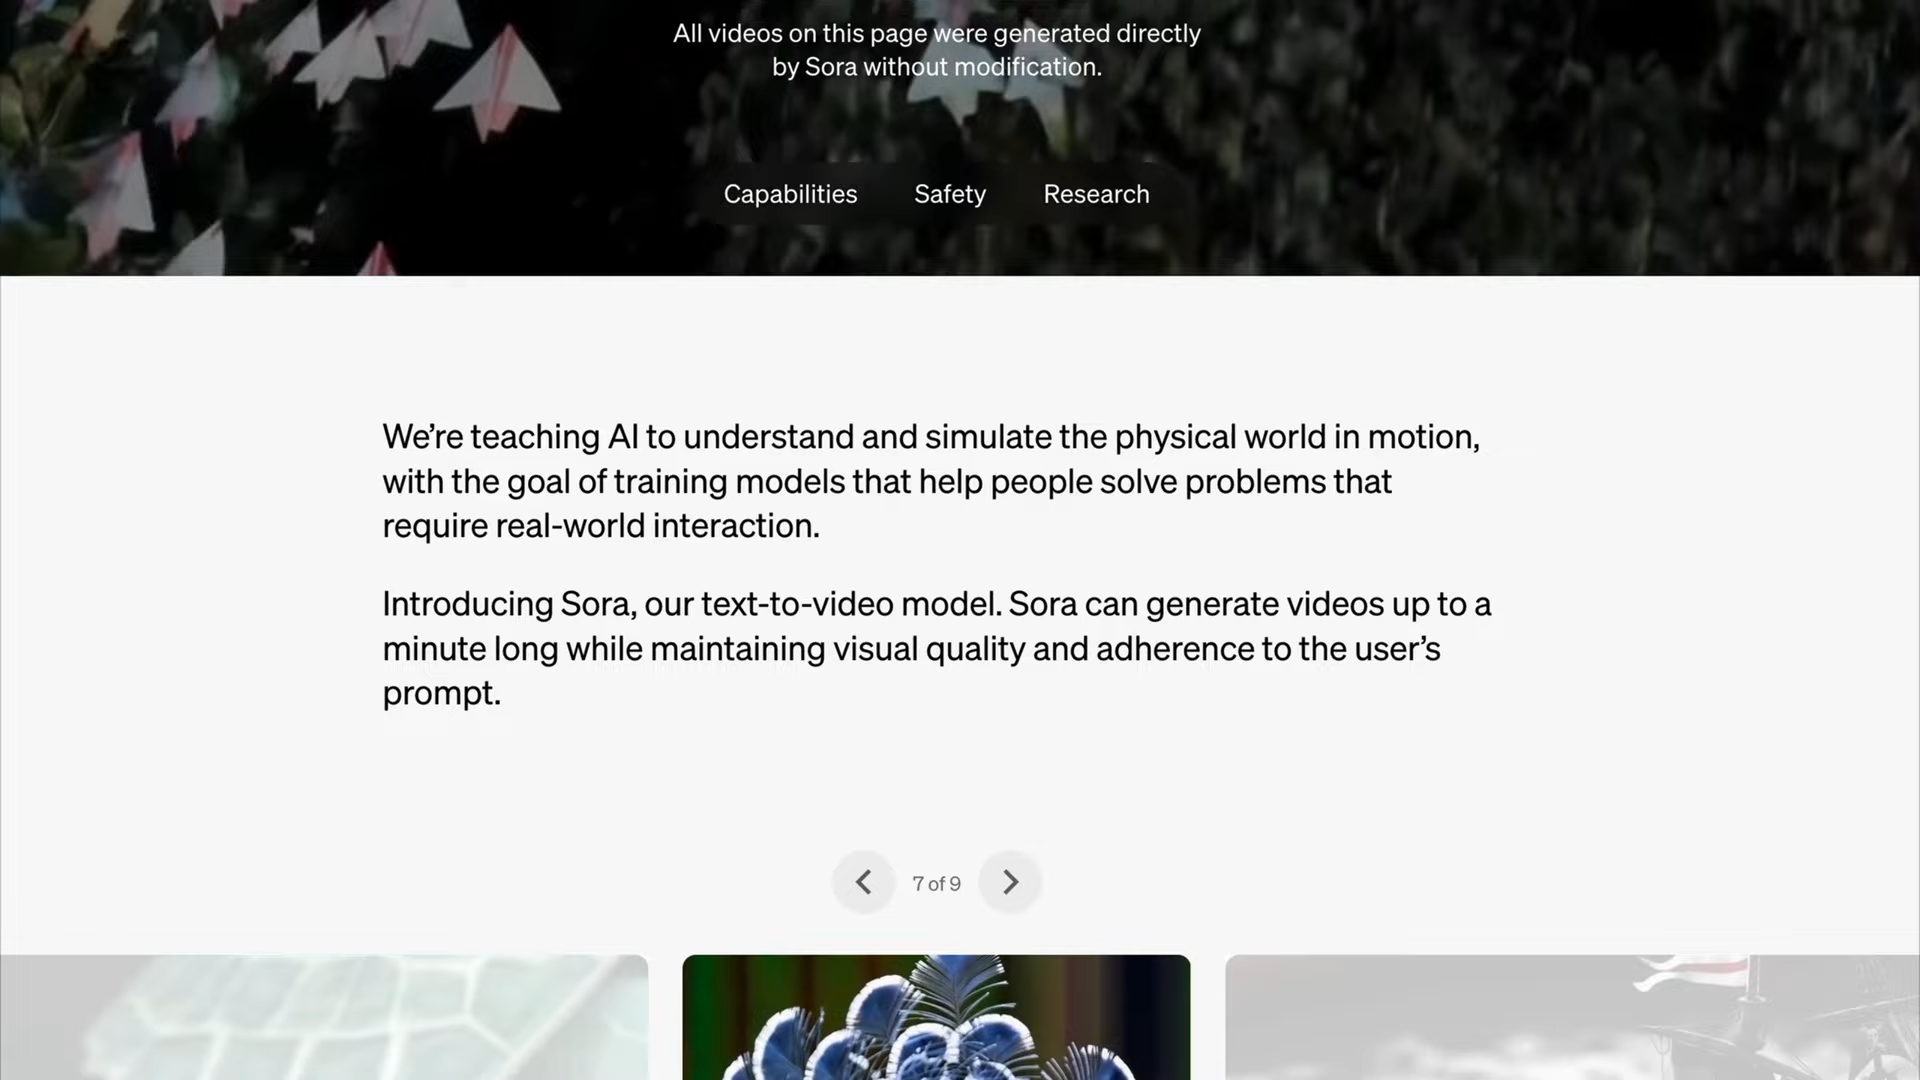 All videos on this page were generated directly
by Sora without modification.
Capabilities Safety Research
We’re teaching AI to understand and simulate the physical world in motion,
with the goal of training models that help people solve problems that
require real-world interaction.
Introducing Sora, our text-to-video model. Sora can generate videos up to a
minute long while maintaining visual quality and adherence to the user’s
prompt.
7 of 9